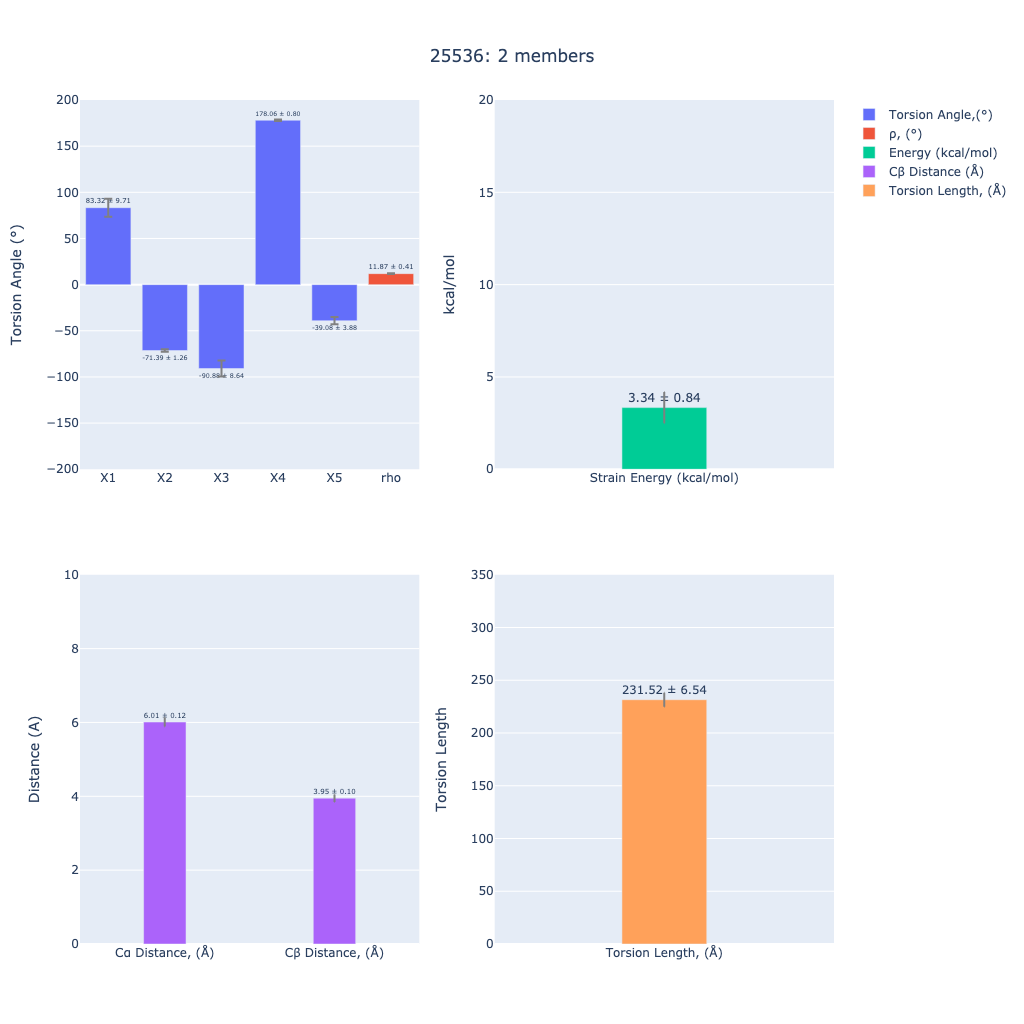 25536: 2 members
Torsion Angle (°)
200
150
100
50
0
−50
−100
−150
−200
83.32 ± 9.71
-71.39 ± 1.26
178.06 ± 0.80
-39.08 ± 3.88
11.87 ± 0.41
X1 X2 X3 X4 X5 rho
kcal/mol
20
15
10
5
0
3.34 ± 0.84
Strain Energy (kcal/mol)
Torsion Angle,(°)
ρ, (°)
Energy (kcal/mol)
Cβ Distance (Å)
Torsion Length, (Å)
Distance (A)
10
8
6
4
2
0
6.01 ± 0.12
3.95 ± 0.10
Cα Distance, (Å) Cβ Distance, (Å)
Torsion Length
350
300
250
200
150
100
50
0
231.52 ± 6.54
Torsion Length, (Å)